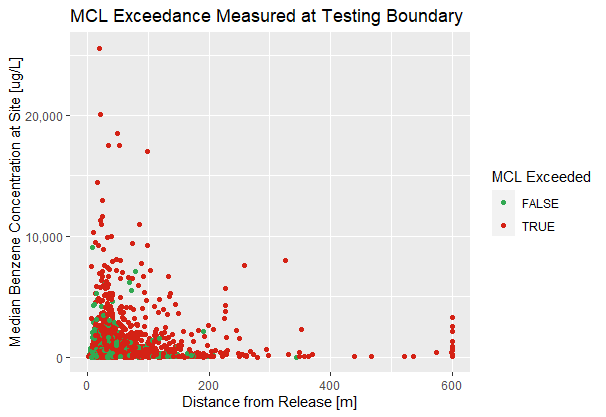 MCL Exceedance Measured at Testing Boundary
Median Benzene Concentration at Site [ug/L]
20,000
10,000
0
0
200
400
600
Distance from Release [m]
MCL Exceeded
FALSE
TRUE